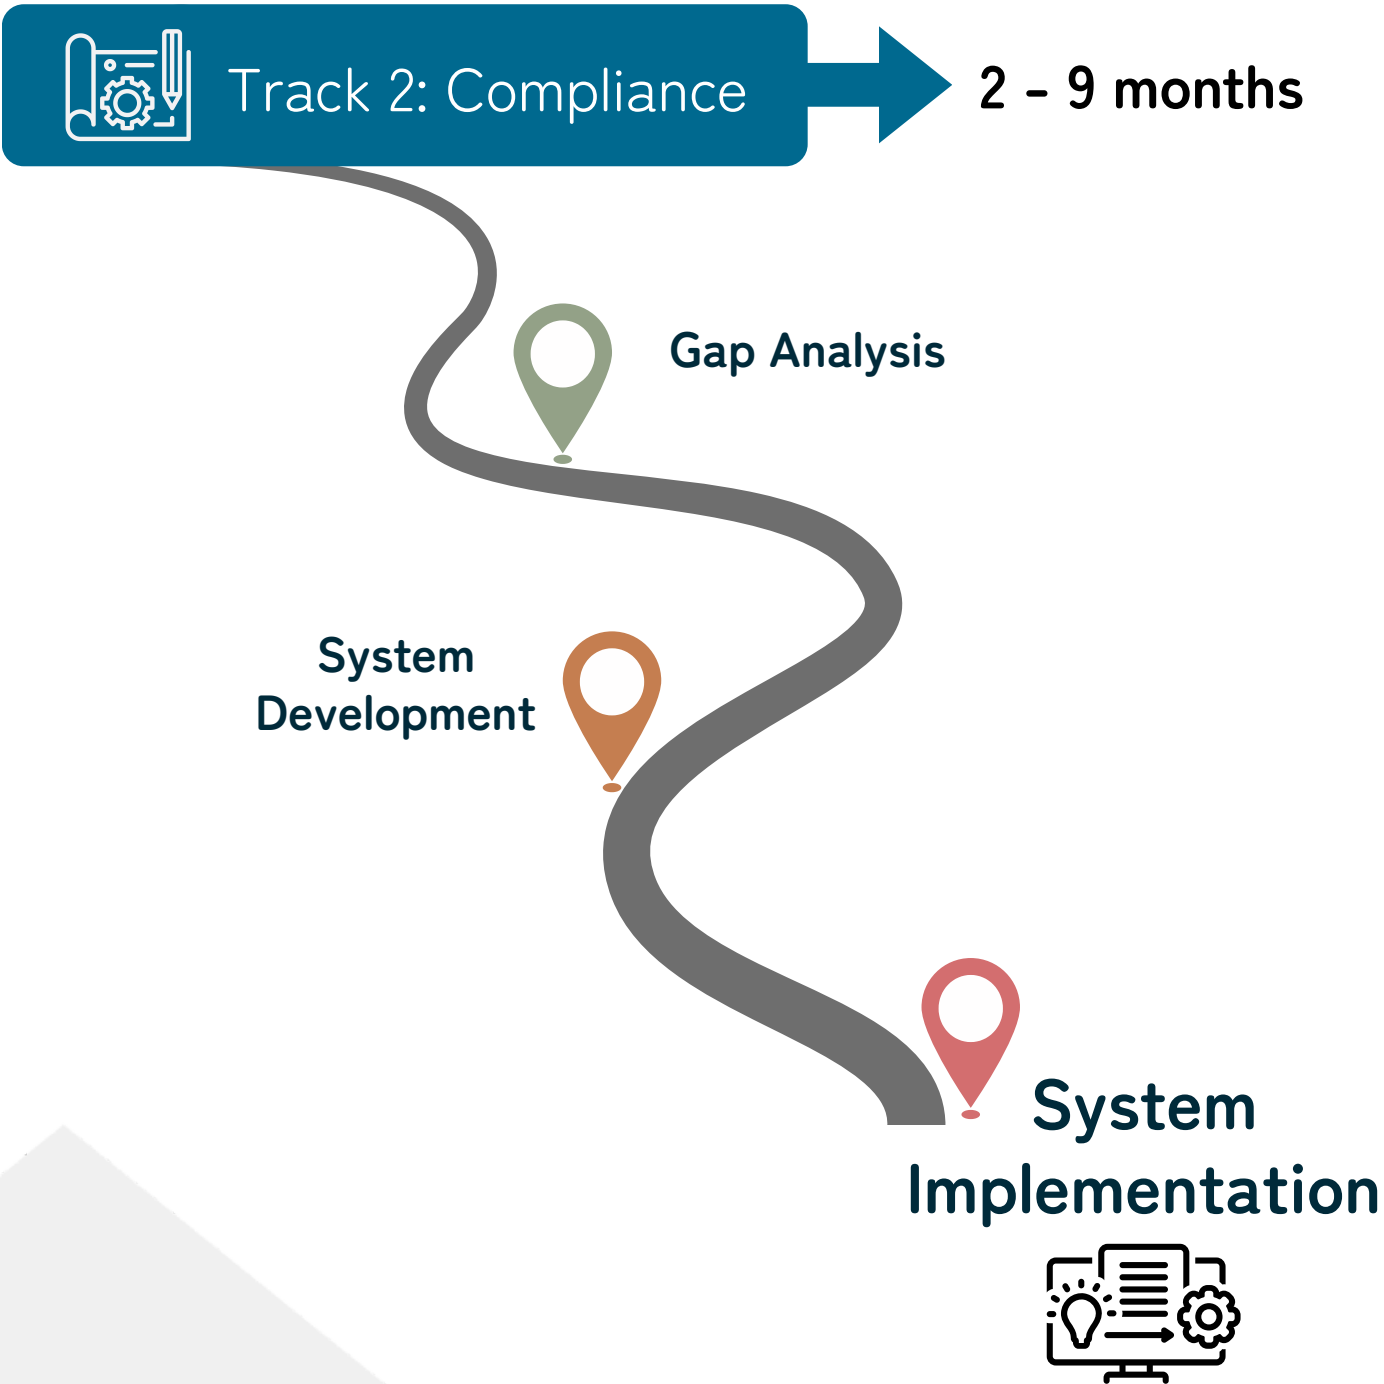 Track 2: Compliance
2 - 9 months
Gap Analysis
System
Development
System
Implementation